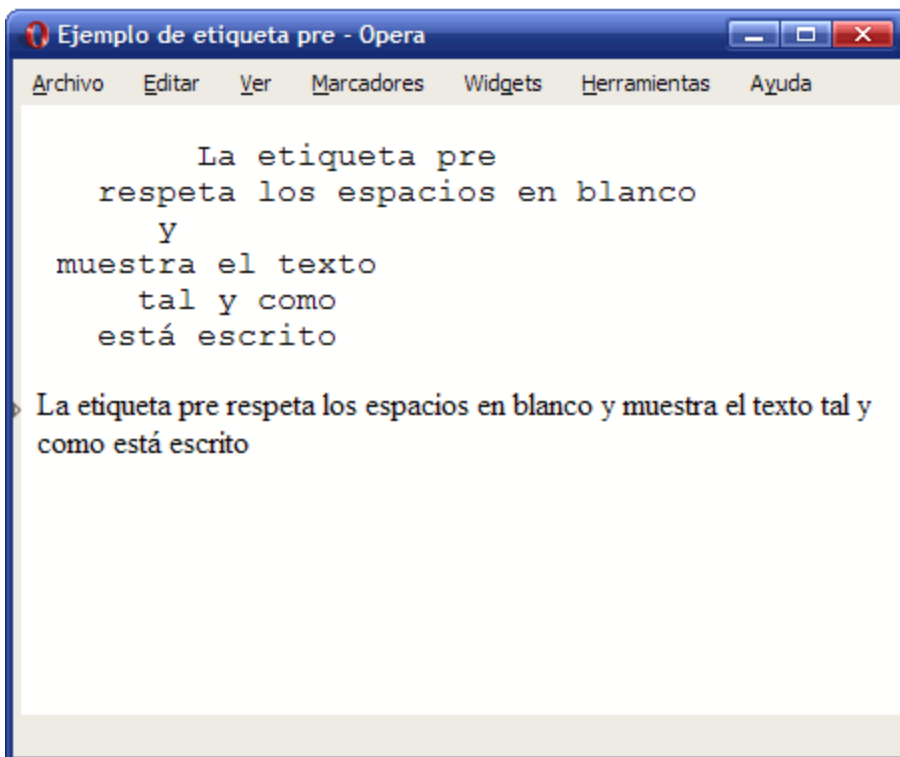 Ejemplo de etiqueta pre - Opera
Archivo Editar Ver Marcadores Widgets Herramientas Ayuda
La etiqueta pre
respeta los espacios en blanco
y
muestra el texto
tal y como
está escrito
La etiqueta pre respeta los espacios en blanco y muestra el texto tal y
como está escrito